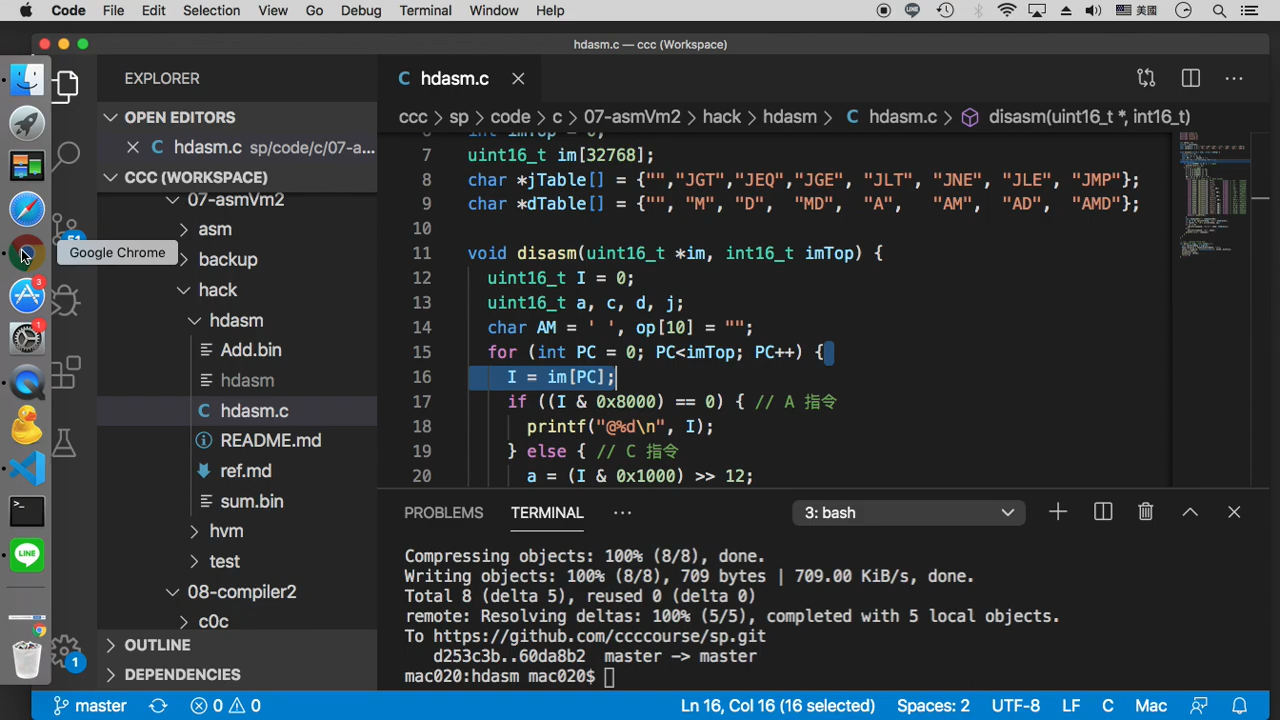 Code File Edit Selection View Go Debug Terminal Window Help 美國
hdasm.c — ccc (Workspace)
EXPLORER
OPEN EDITORS
hdasm.c sp/code/c/07-a...
CCC (WORKSPACE)
07-asmVm2
asm
backup
hack
hdasm
Add.bin
hdasm
hdasm.c
README.md
ref.md
sum.bin
hvm
test
08-compiler2
c0c
OUTLINE
DEPENDENCIES
Google Chrome
51
3
1
1
C hdasm.c
ccc > sp > code > c > 07-asmVm2 > hack > hdasm > C hdasm.c > disasm(uint16_t *, int16_t)
6 int imTop = 0;
7 uint16_t im[32768];
8 char *jTable[] = {"","JGT","JEQ","JGE", "JLT", "JNE", "JLE", "JMP"};
9 char *dTable[] = {"", "M", "D", "MD", "A", "AM", "AD", "AMD"};
10
11 void disasm(uint16_t *im, int16_t imTop) {
12 uint16_t I = 0;
13 uint16_t a, c, d, j;
14 char AM = ' ', op[10] = "";
15 for (int PC = 0; PC<imTop; PC++) {
16 I = im[PC];
17 if ((I & 0x8000) == 0) { // A 指令
18 printf("@%d\n", I);
19 } else { // C 指令
20 a = (I & 0x1000) >> 12;
PROBLEMS TERMINAL ... 3: bash
Compressing objects: 100% (8/8), done.
Writing objects: 100% (8/8), 709 bytes | 709.00 KiB/s, done.
Total 8 (delta 5), reused 0 (delta 0)
remote: Resolving deltas: 100% (5/5), completed with 5 local objects.
To https://github.com/ccccourse/sp.git
d253c3b..60da8b2 master -> master
mac020:hdasm mac020$
master 0 0 Ln 16, Col 16 (16 selected) Spaces: 2 UTF-8 LF C Mac